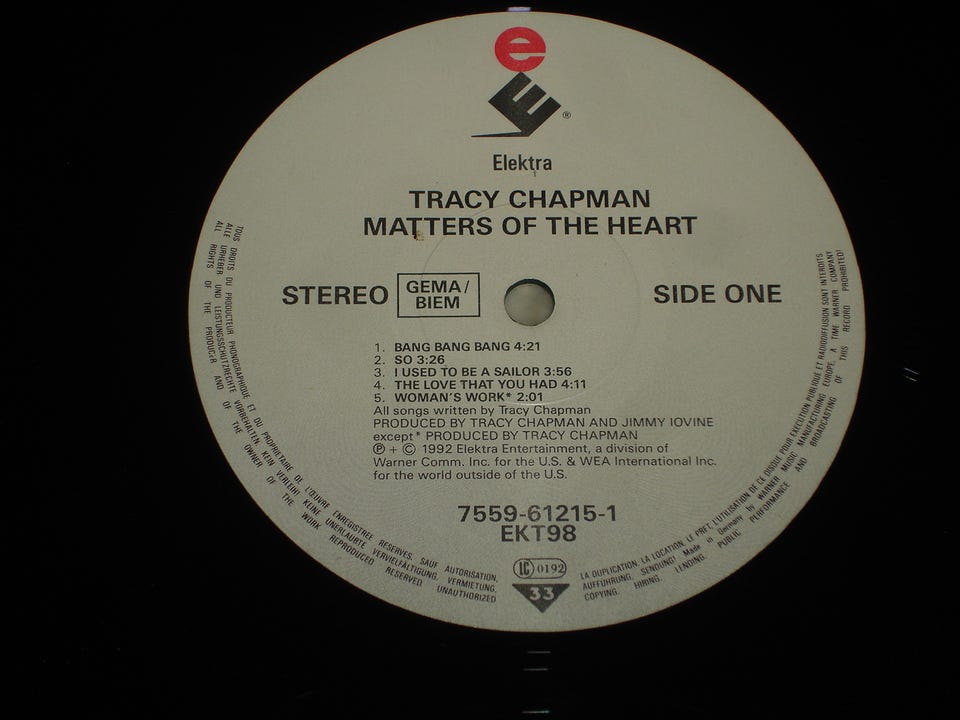 e
E®
Elektra
TRACY CHAPMAN
MATTERS OF THE HEART
STEREO GEMA/ BIEM SIDE ONE
1. BANG BANG BANG 4:21
2. SO 3:26
3. I USED TO BE A SAILOR 3:56
4. THE LOVE THAT YOU HAD 4:11
5. WOMAN'S WORK* 2:01
All songs written by Tracy Chapman
PRODUCED BY TRACY CHAPMAN AND JIMMY IOVINE
except* PRODUCED BY TRACY CHAPMAN
℗ + © 1992 Elektra Entertainment, a division of
Warner Comm. Inc. for the U.S. & WEA International Inc.
for the world outside of the U.S.
7559-61215-1
EKT98
LC 0192
33
TOUS DROITS DU PRODUCTEUR PHONOGRAPHIQUE ET DU PROPRIETAIRE DE L'ŒUVRE ENREGISTREE RESERVES. SAUF AUTORISATION, LA DUPLICATION, LA LOCATION, LE PRET, L'UTILISATION DE CE DISQUE POUR EXECUTION PUBLIQUE ET RADIODIFFUSION SONT INTERDITS
ALLE URHEBER UND LEISTUNGSSCHUTZRECHTE VORBEHALTEN. KEIN VERLEIH! KEINE UNERLAUBTE VERVIELFÄLTIGUNG, VERMIETUNG, AUFFÜHRUNG, SENDUNG! Made in Germany by WARNER MUSIC MANUFACTURING EUROPE, A TIME WARNER COMPANY
ALL RIGHTS OF THE PRODUCER AND OF THE OWNER OF THE WORK REPRODUCED RESERVED. UNAUTHORIZED COPYING, HIRING, LENDING, PUBLIC PERFORMANCE AND BROADCASTING OF THIS RECORD PROHIBITED!